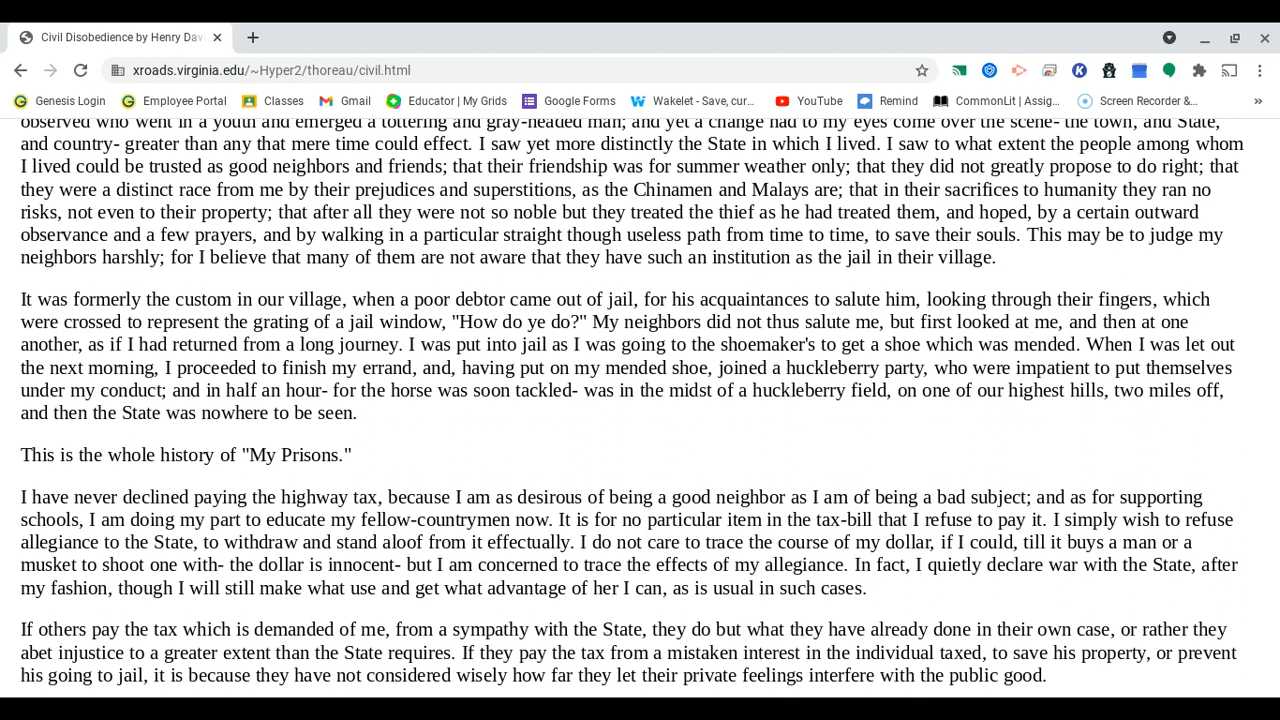 Civil Disobedience by Henry Dav
xroads.virginia.edu/~Hyper2/thoreau/civil.html
Genesis Login Employee Portal Classes Gmail Educator | My Grids Google Forms Wakelet - Save, cur... YouTube Remind CommonLit | Assig... Screen Recorder &... »
observed who went in a youth and emerged a tottering and gray-headed man; and yet a change had to my eyes come over the scene- the town, and State,
and country- greater than any that mere time could effect. I saw yet more distinctly the State in which I lived. I saw to what extent the people among whom
I lived could be trusted as good neighbors and friends; that their friendship was for summer weather only; that they did not greatly propose to do right; that
they were a distinct race from me by their prejudices and superstitions, as the Chinamen and Malays are; that in their sacrifices to humanity they ran no
risks, not even to their property; that after all they were not so noble but they treated the thief as he had treated them, and hoped, by a certain outward
observance and a few prayers, and by walking in a particular straight though useless path from time to time, to save their souls. This may be to judge my
neighbors harshly; for I believe that many of them are not aware that they have such an institution as the jail in their village.
It was formerly the custom in our village, when a poor debtor came out of jail, for his acquaintances to salute him, looking through their fingers, which
were crossed to represent the grating of a jail window, "How do ye do?" My neighbors did not thus salute me, but first looked at me, and then at one
another, as if I had returned from a long journey. I was put into jail as I was going to the shoemaker's to get a shoe which was mended. When I was let out
the next morning, I proceeded to finish my errand, and, having put on my mended shoe, joined a huckleberry party, who were impatient to put themselves
under my conduct; and in half an hour- for the horse was soon tackled- was in the midst of a huckleberry field, on one of our highest hills, two miles off,
and then the State was nowhere to be seen.
This is the whole history of "My Prisons."
I have never declined paying the highway tax, because I am as desirous of being a good neighbor as I am of being a bad subject; and as for supporting
schools, I am doing my part to educate my fellow-countrymen now. It is for no particular item in the tax-bill that I refuse to pay it. I simply wish to refuse
allegiance to the State, to withdraw and stand aloof from it effectually. I do not care to trace the course of my dollar, if I could, till it buys a man or a
musket to shoot one with- the dollar is innocent- but I am concerned to trace the effects of my allegiance. In fact, I quietly declare war with the State, after
my fashion, though I will still make what use and get what advantage of her I can, as is usual in such cases.
If others pay the tax which is demanded of me, from a sympathy with the State, they do but what they have already done in their own case, or rather they
abet injustice to a greater extent than the State requires. If they pay the tax from a mistaken interest in the individual taxed, to save his property, or prevent
his going to jail, it is because they have not considered wisely how far they let their private feelings interfere with the public good.